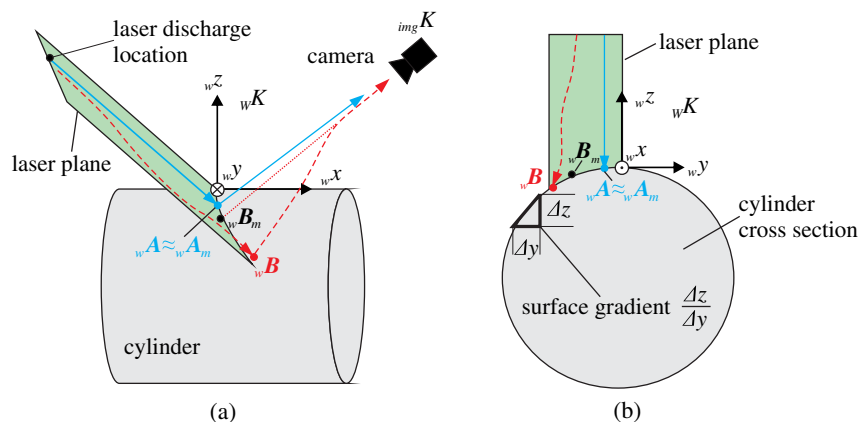 laser discharge
location
imgK
camera
wz
wK
laser plane
wy
wx
wBm
wA≈wAm
wB
cylinder
(a)
laser plane
wz
wK
wBm
wx
wB
wy
wA≈wAm
Δz
cylinder
cross section
Δy
surface gradient Δz
Δy
(b)